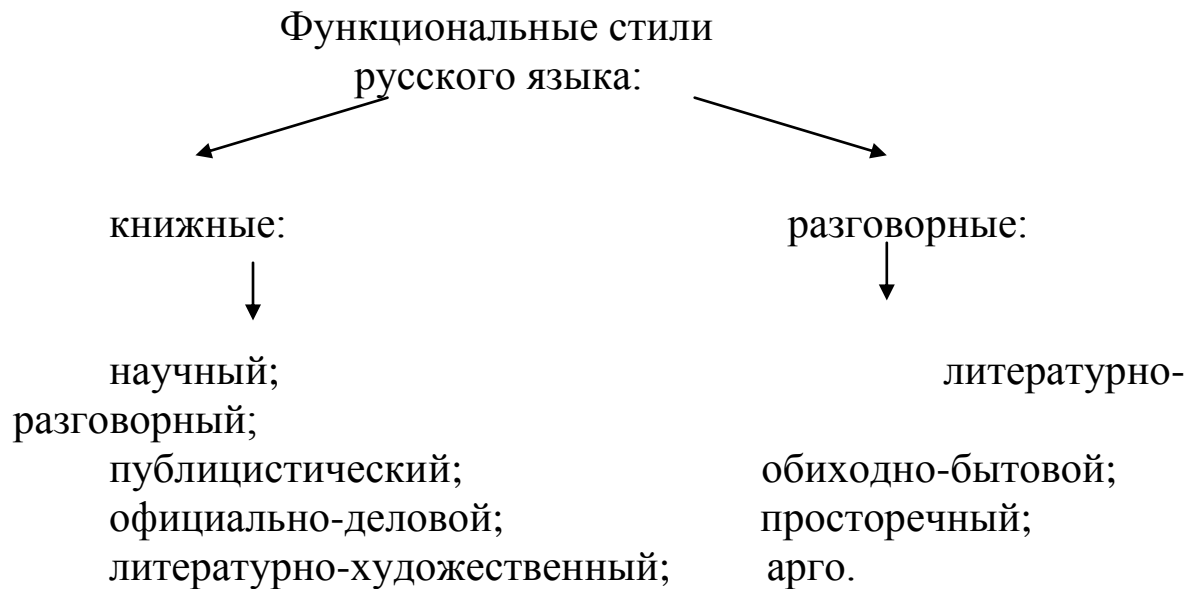 Функциональные стили
русского языка:
книжные: разговорные:
научный; литературно-
разговорный;
публицистический; обиходно-бытовой;
официально-деловой; просторечный;
литературно-художественный; арго.